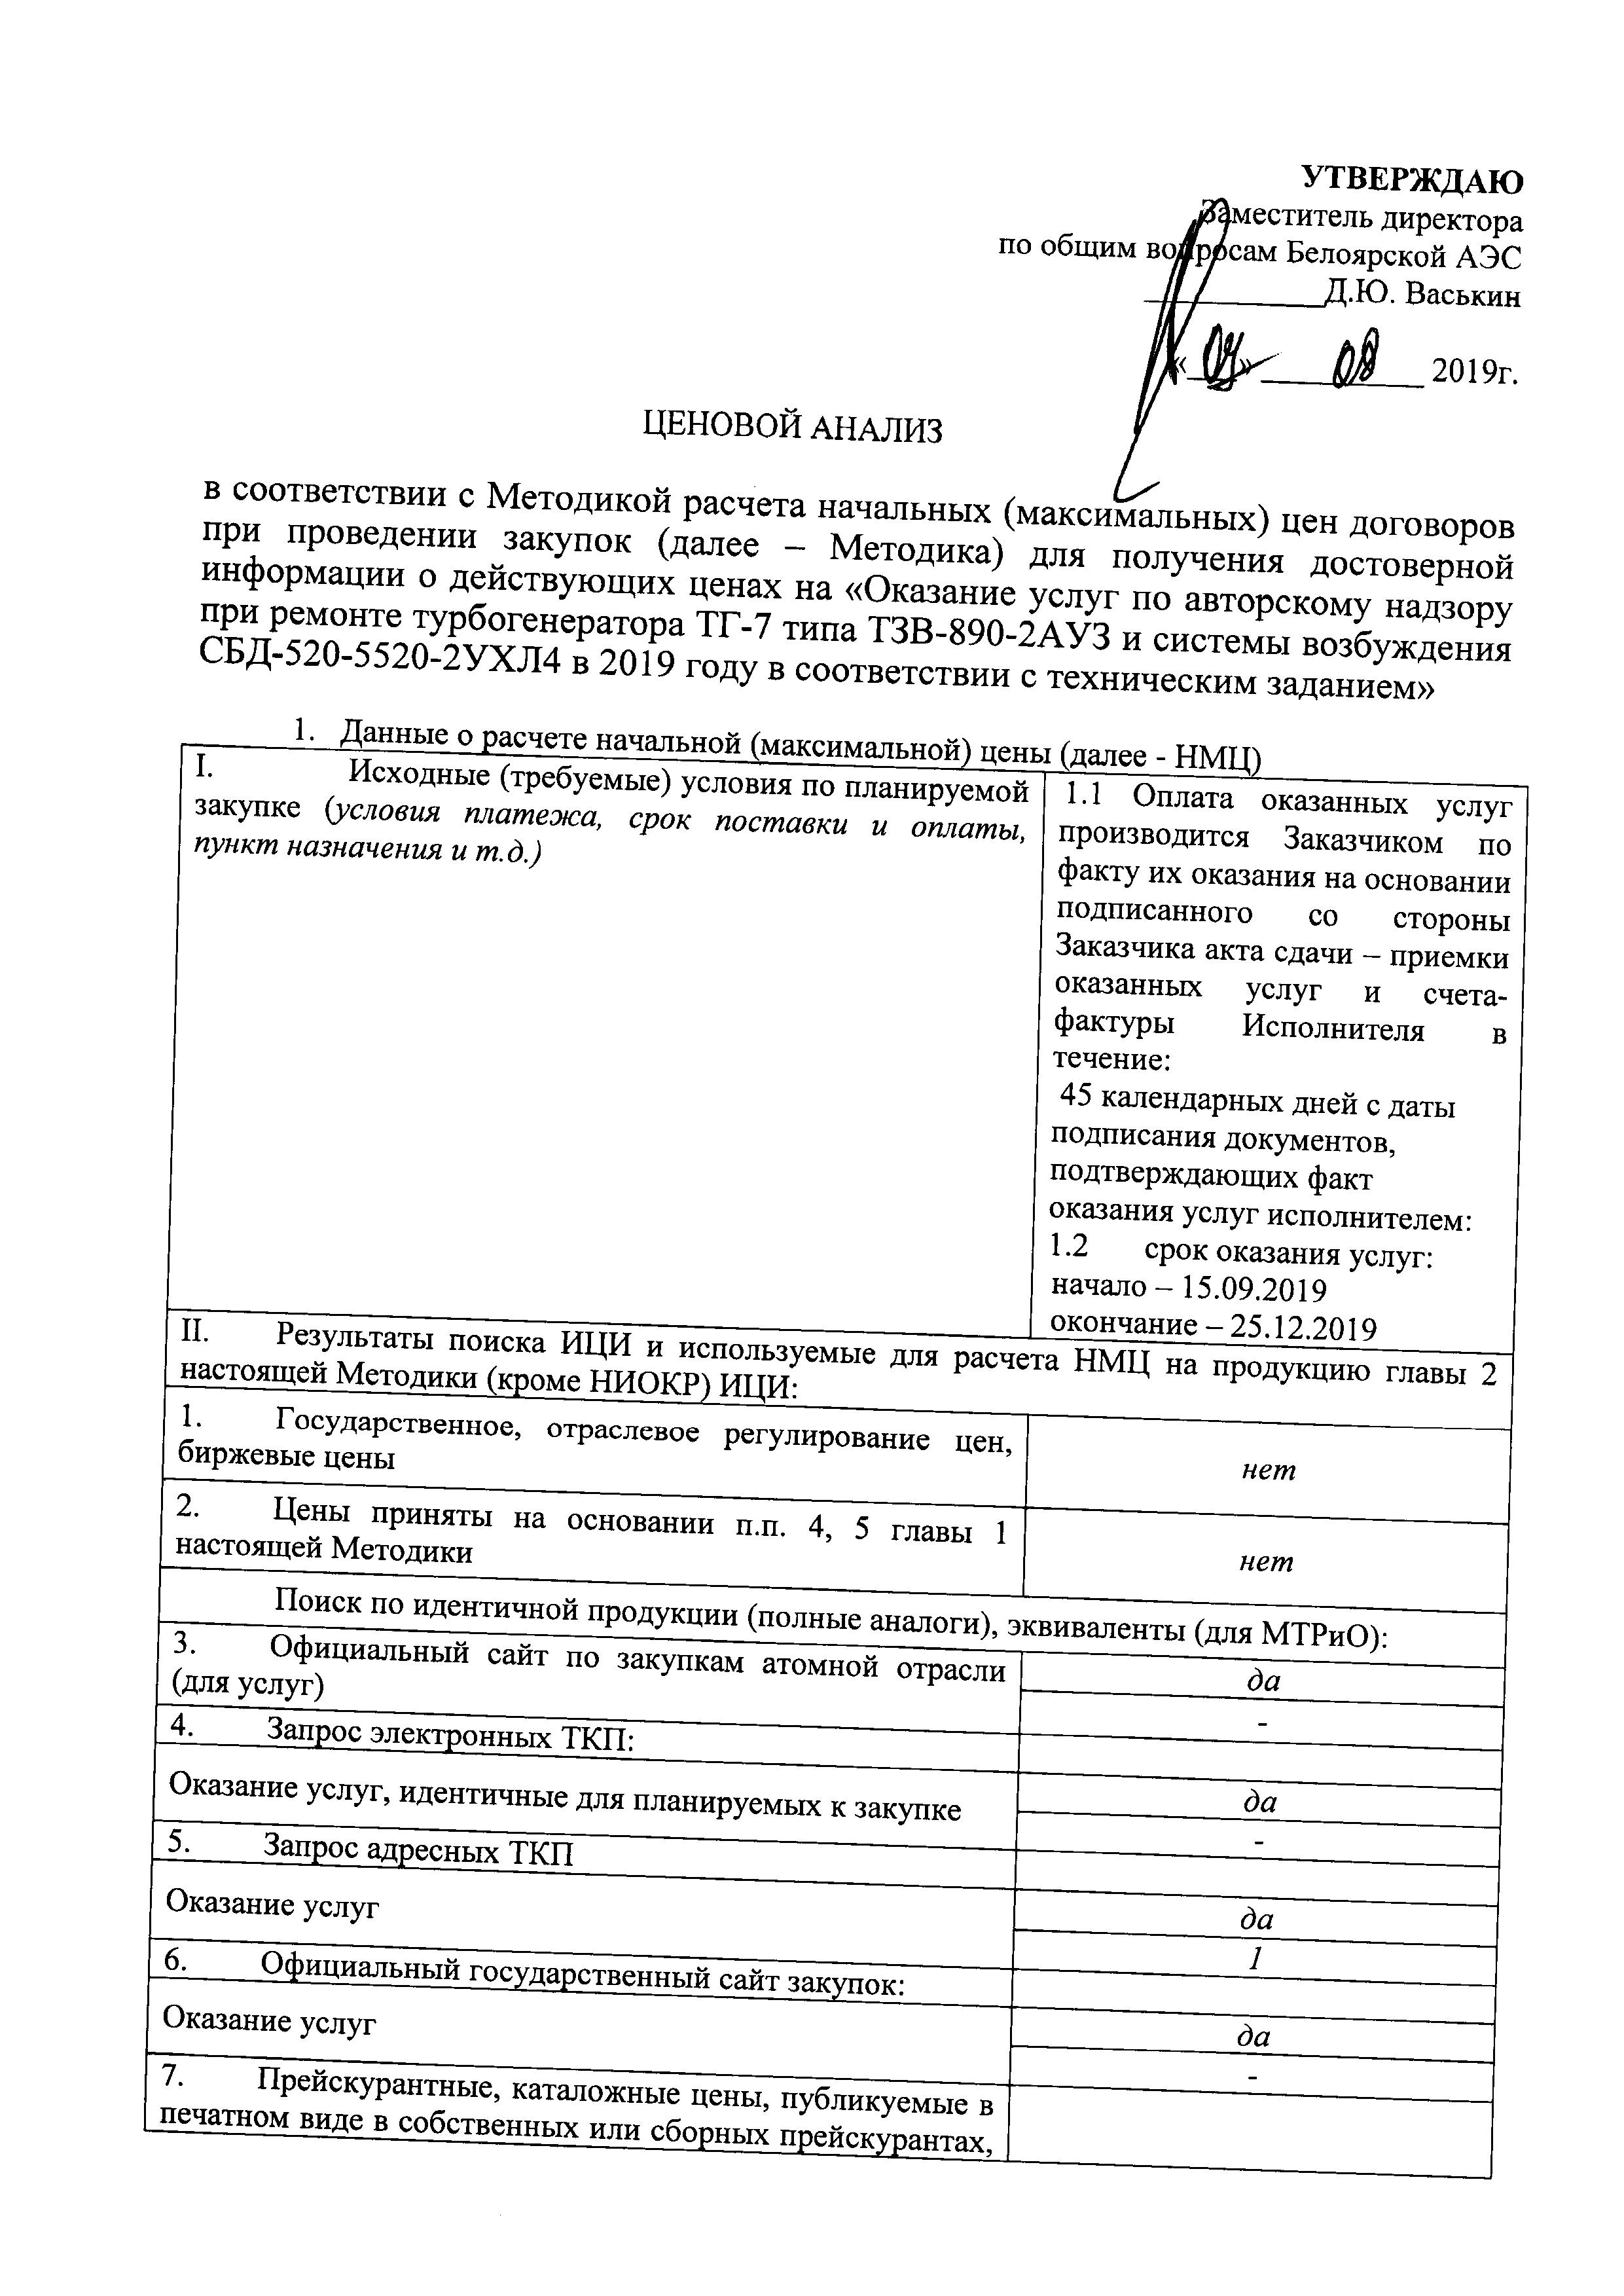 УТВЕРЖДАЮ
Заместитель директора
по общим вопросам Белоярской АЭС
____________Д.Ю. Васькин
«    » 08 2019г.
ЦЕНОВОЙ АНАЛИЗ
в соответствии с Методикой расчета начальных (максимальных) цен договоров
при проведении закупок (далее – Методика) для получения достоверной
информации о действующих ценах на «Оказание услуг по авторскому надзору
при ремонте турбогенератора ТГ-7 типа ТЗВ-890-2АУЗ и системы возбуждения
СБД-520-5520-2УХЛ4 в 2019 году в соответствии с техническим заданием»
1. Данные о расчете начальной (максимальной) цены (далее - НМЦ)
I. Исходные (требуемые) условия по планируемой
закупке (условия платежа, срок поставки и оплаты,
пункт назначения и т.д.)
1.1 Оплата оказанных услуг
производится Заказчиком по
факту их оказания на основании
подписанного со стороны
Заказчика акта сдачи – приемки
оказанных услуг и счета-
фактуры Исполнителя в
течение:
45 календарных дней с даты
подписания документов,
подтверждающих факт
оказания услуг исполнителем:
1.2 срок оказания услуг:
начало – 15.09.2019
окончание – 25.12.2019
II. Результаты поиска ИЦИ и используемые для расчета НМЦ на продукцию главы 2
настоящей Методики (кроме НИОКР) ИЦИ:
1. Государственное, отраслевое регулирование цен,
биржевые цены
нет
2. Цены приняты на основании п.п. 4, 5 главы 1
настоящей Методики
нет
Поиск по идентичной продукции (полные аналоги), эквиваленты (для МТРиО):
3. Официальный сайт по закупкам атомной отрасли
(для услуг)
да
-
4. Запрос электронных ТКП:
Оказание услуг, идентичные для планируемых к закупке
да
-
5. Запрос адресных ТКП
Оказание услуг
да
1
6. Официальный государственный сайт закупок:
Оказание услуг
да
-
7. Прейскурантные, каталожные цены, публикуемые в
печатном виде в собственных или сборных прейскурантах,